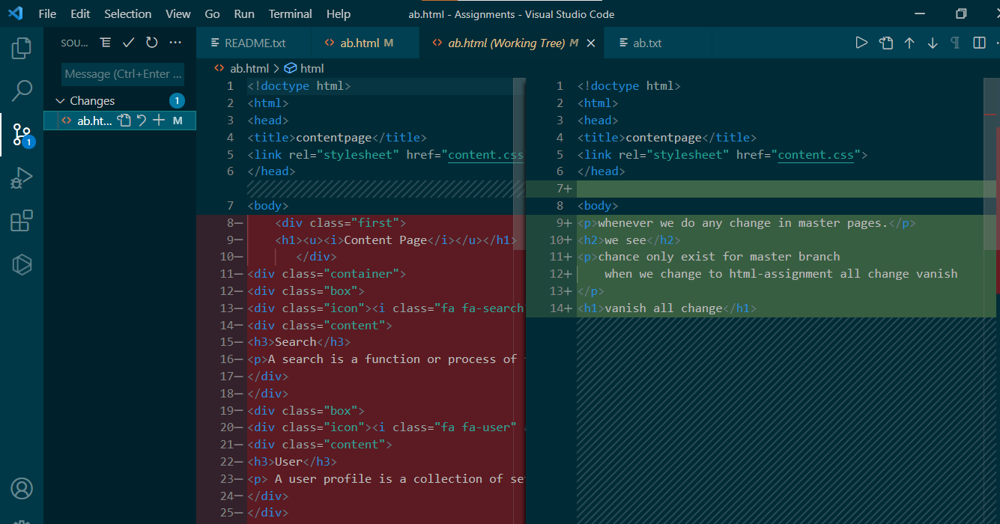 File Edit Selection View Go Run Terminal Help
ab.html - Assignments - Visual Studio Code
SOU...
README.txt
ab.html M
ab.html (Working Tree) M
ab.txt
Message (Ctrl+Enter ...
Changes 1
ab.ht... M
1
ab.html > html
1 <!doctype html>
2 <html>
3 <head>
4 <title>contentpage</title>
5 <link rel="stylesheet" href="content.css
6 </head>
7 <body>
8− <div class="first">
9− <h1><u><i>Content Page</i></u></h1>
10− </div>
11− <div class="container">
12− <div class="box">
13− <div class="icon"><i class="fa fa-search
14− <div class="content">
15− <h3>Search</h3>
16− <p>A search is a function or process of
17− </div>
18− </div>
19− <div class="box">
20− <div class="icon"><i class="fa fa-user"
21− <div class="content">
22− <h3>User</h3>
23− <p> A user profile is a collection of se
24− </div>
25− </div>
1 <!doctype html>
2 <html>
3 <head>
4 <title>contentpage</title>
5 <link rel="stylesheet" href="content.css">
6 </head>
7+
8 <body>
9+ <p>whenever we do any change in master pages.</p>
10+ <h2>we see</h2>
11+ <p>chance only exist for master branch
12+ when we change to html-assignment all change vanish
13+ </p>
14+ <h1>vanish all change</h1>